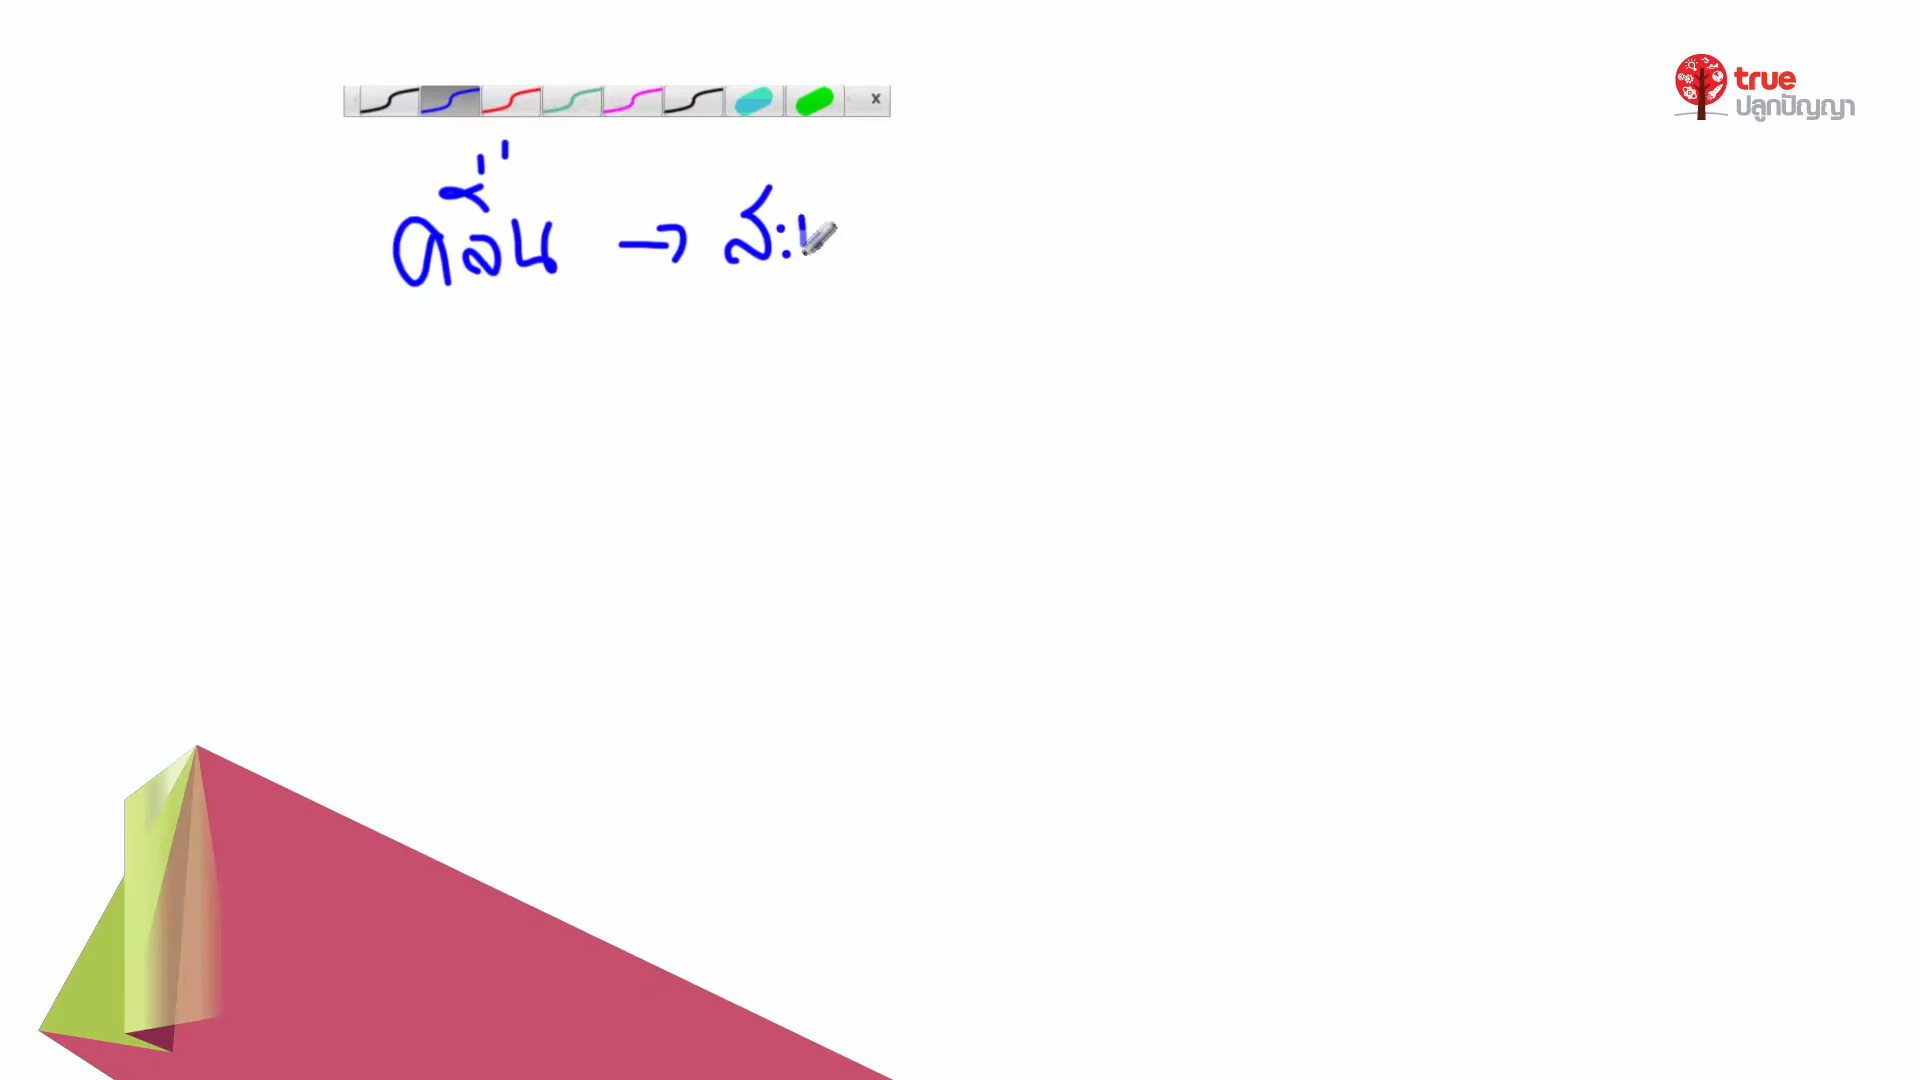 true
ปลูกปัญญา
x
คลื่น → สะ